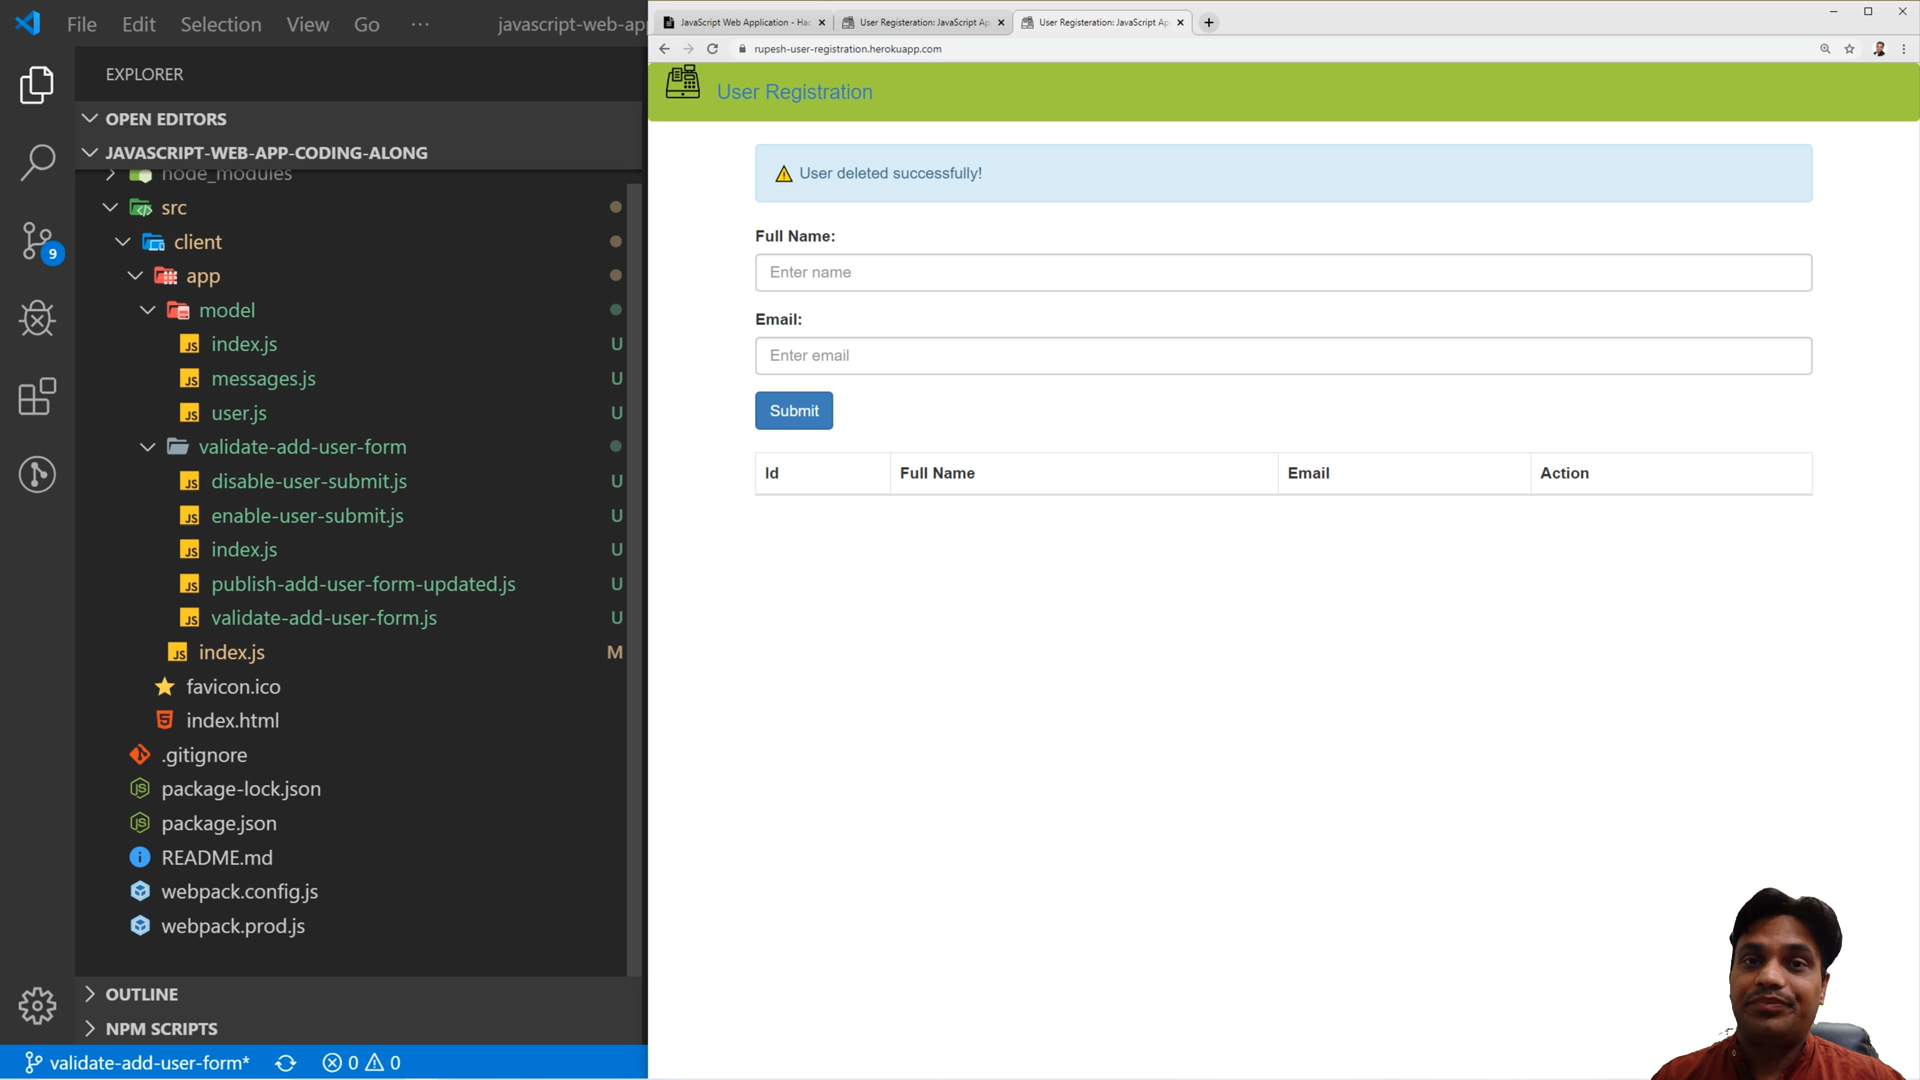 File Edit Selection View Go ··· javascript-web-app
EXPLORER
OPEN EDITORS
JAVASCRIPT-WEB-APP-CODING-ALONG
node_modules
src
client
app
model
index.js U
messages.js U
user.js U
validate-add-user-form
disable-user-submit.js U
enable-user-submit.js U
index.js U
publish-add-user-form-updated.js U
validate-add-user-form.js U
index.js M
favicon.ico
index.html
.gitignore
package-lock.json
package.json
README.md
webpack.config.js
webpack.prod.js
OUTLINE
NPM SCRIPTS
9
validate-add-user-form* 0 0
JavaScript Web Application - Hac
User Registeration: JavaScript Ap
User Registeration: JavaScript Ap
rupesh-user-registration.herokuapp.com
User Registration
User deleted successfully!
Full Name:
Enter name
Email:
Enter email
Submit
Id Full Name Email Action